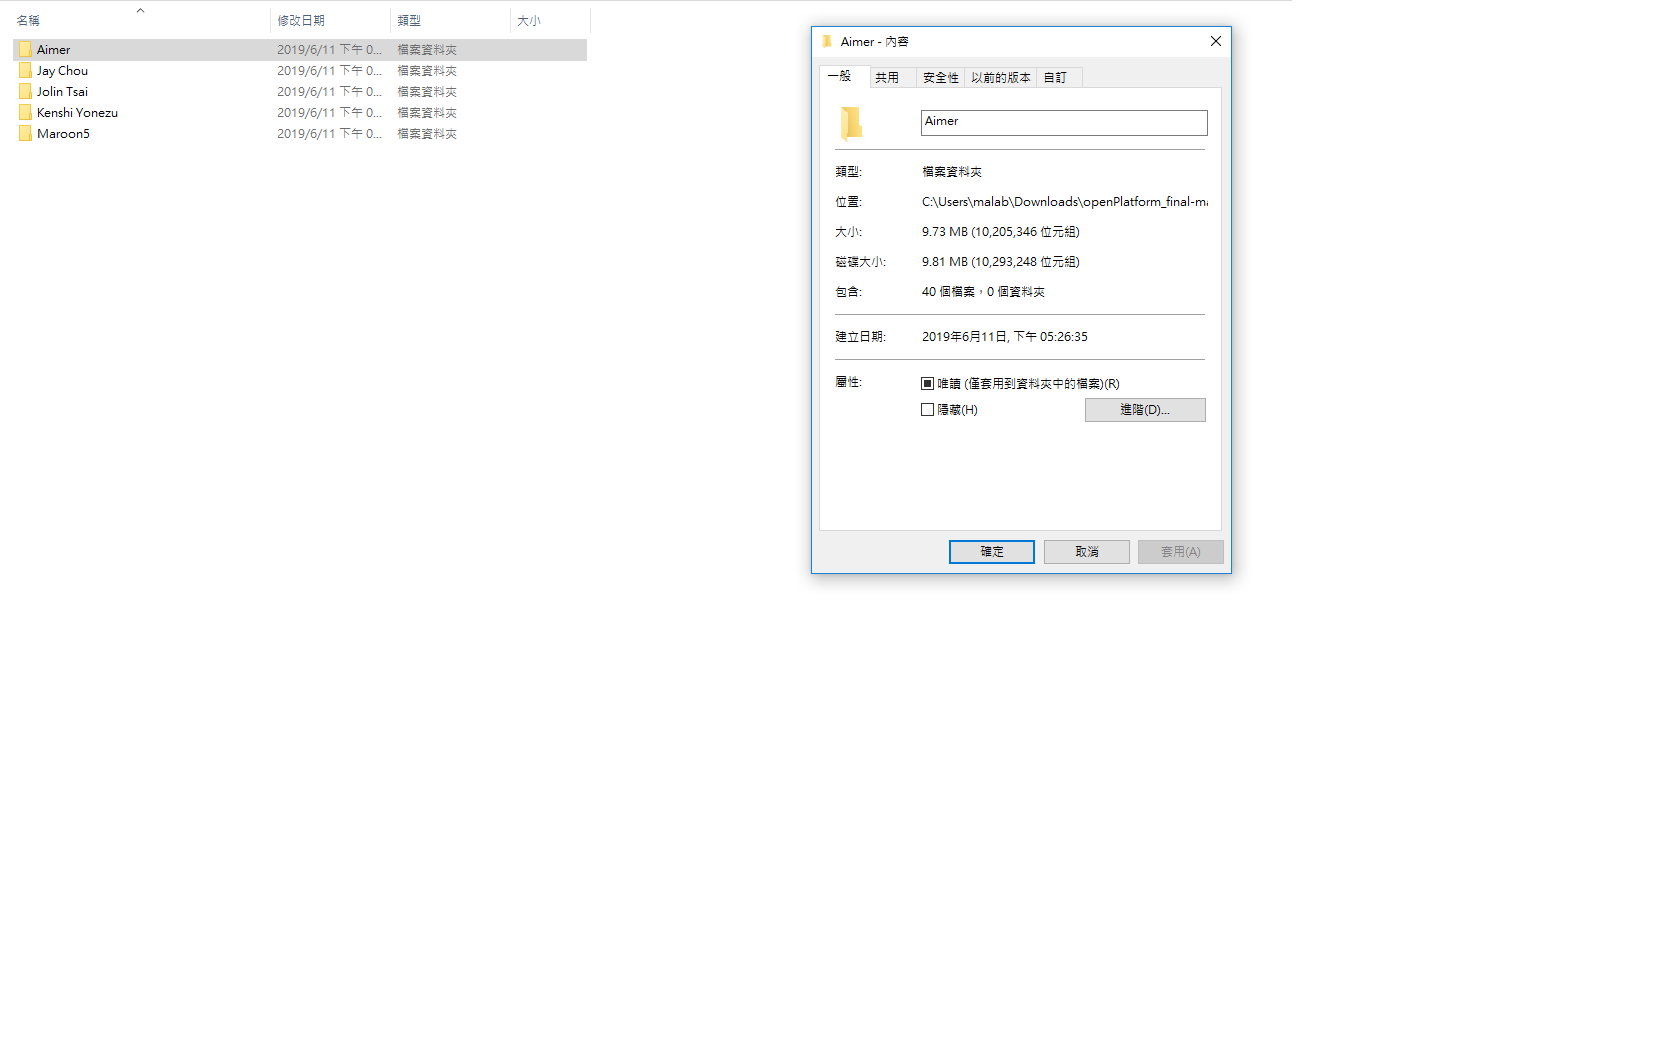 名稱 修改日期 類型 大小
Aimer 2019/6/11 下午 0... 檔案資料夾
Jay Chou 2019/6/11 下午 0... 檔案資料夾
Jolin Tsai 2019/6/11 下午 0... 檔案資料夾
Kenshi Yonezu 2019/6/11 下午 0... 檔案資料夾
Maroon5 2019/6/11 下午 0... 檔案資料夾
Aimer - 內容
一般 共用 安全性 以前的版本 自訂
Aimer
類型: 檔案資料夾
位置: C:\Users\malab\Downloads\openPlatform_final-ma
大小: 9.73 MB (10,205,346 位元組)
磁碟大小: 9.81 MB (10,293,248 位元組)
包含: 40 個檔案，0 個資料夾
建立日期: 2019年6月11日, 下午 05:26:35
屬性: 唯讀 (僅套用到資料夾中的檔案)(R)
隱藏(H) 進階(D)...
確定 取消 套用(A)